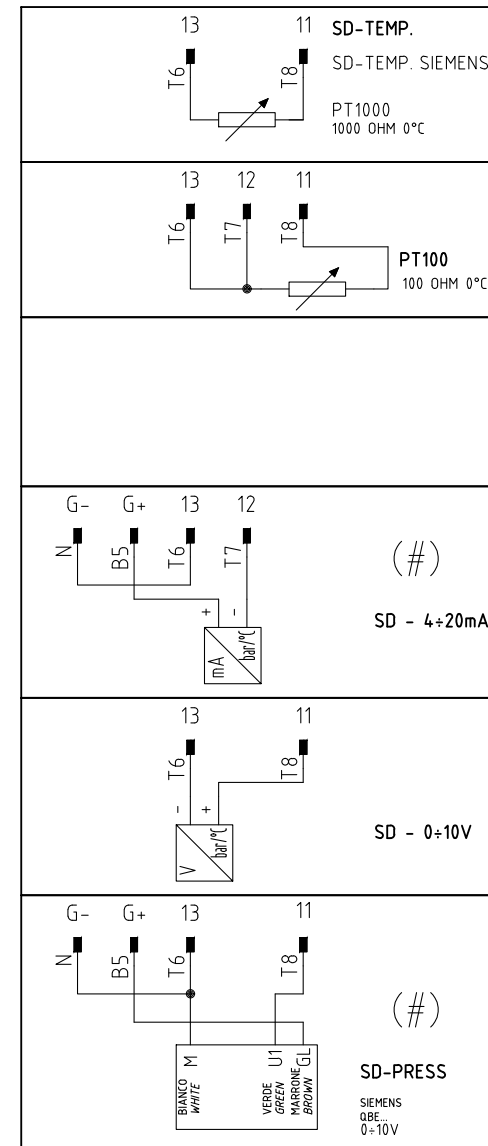 13 11 SD-TEMP.
T6 T8 SD-TEMP. SIEMENS
PT1000
1000 OHM 0°C
13 12 11
T6 T7 T8
PT100
100 OHM 0°C
G- G+ 13 12
N B5 T6 T7
(#)
+ -
mA bar/°C
SD - 4÷20mA
13 11
T6 T8
- +
V bar/°C
SD - 0÷10V
G- G+ 13 11
N B5 T6 T8
(#)
M U1 GL
BIANCO VERDE MARRONE
WHITE GREEN BROWN
SD-PRESS
SIEMENS
QBE...
0÷10V